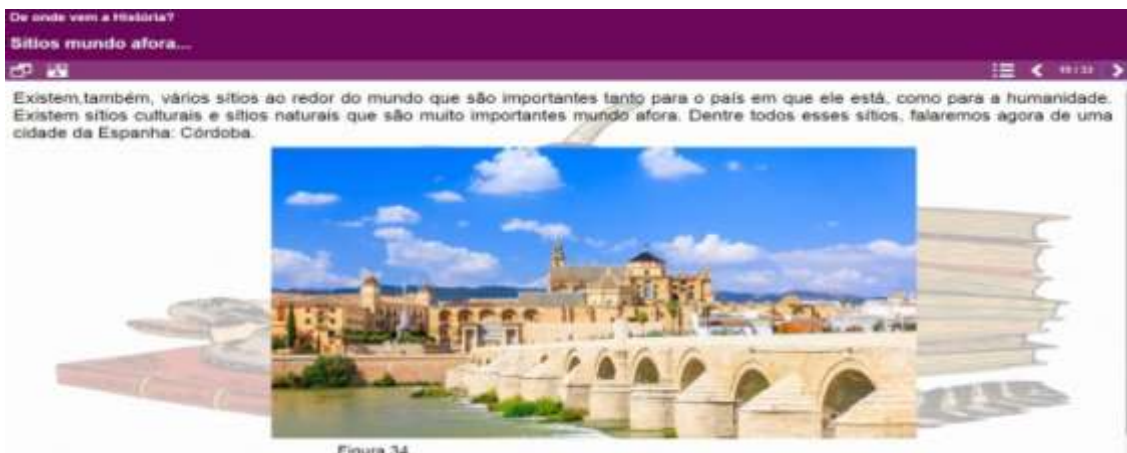 De onde vem a História?
Sítios mundo afora...
Existem,também, vários sítios ao redor do mundo que são importantes tanto para o país em que ele está, como para a humanidade.
Existem sítios culturais e sítios naturais que são muito importantes mundo afora. Dentre todos esses sítios, falaremos agora de uma
cidade da Espanha: Córdoba.
Figura 34